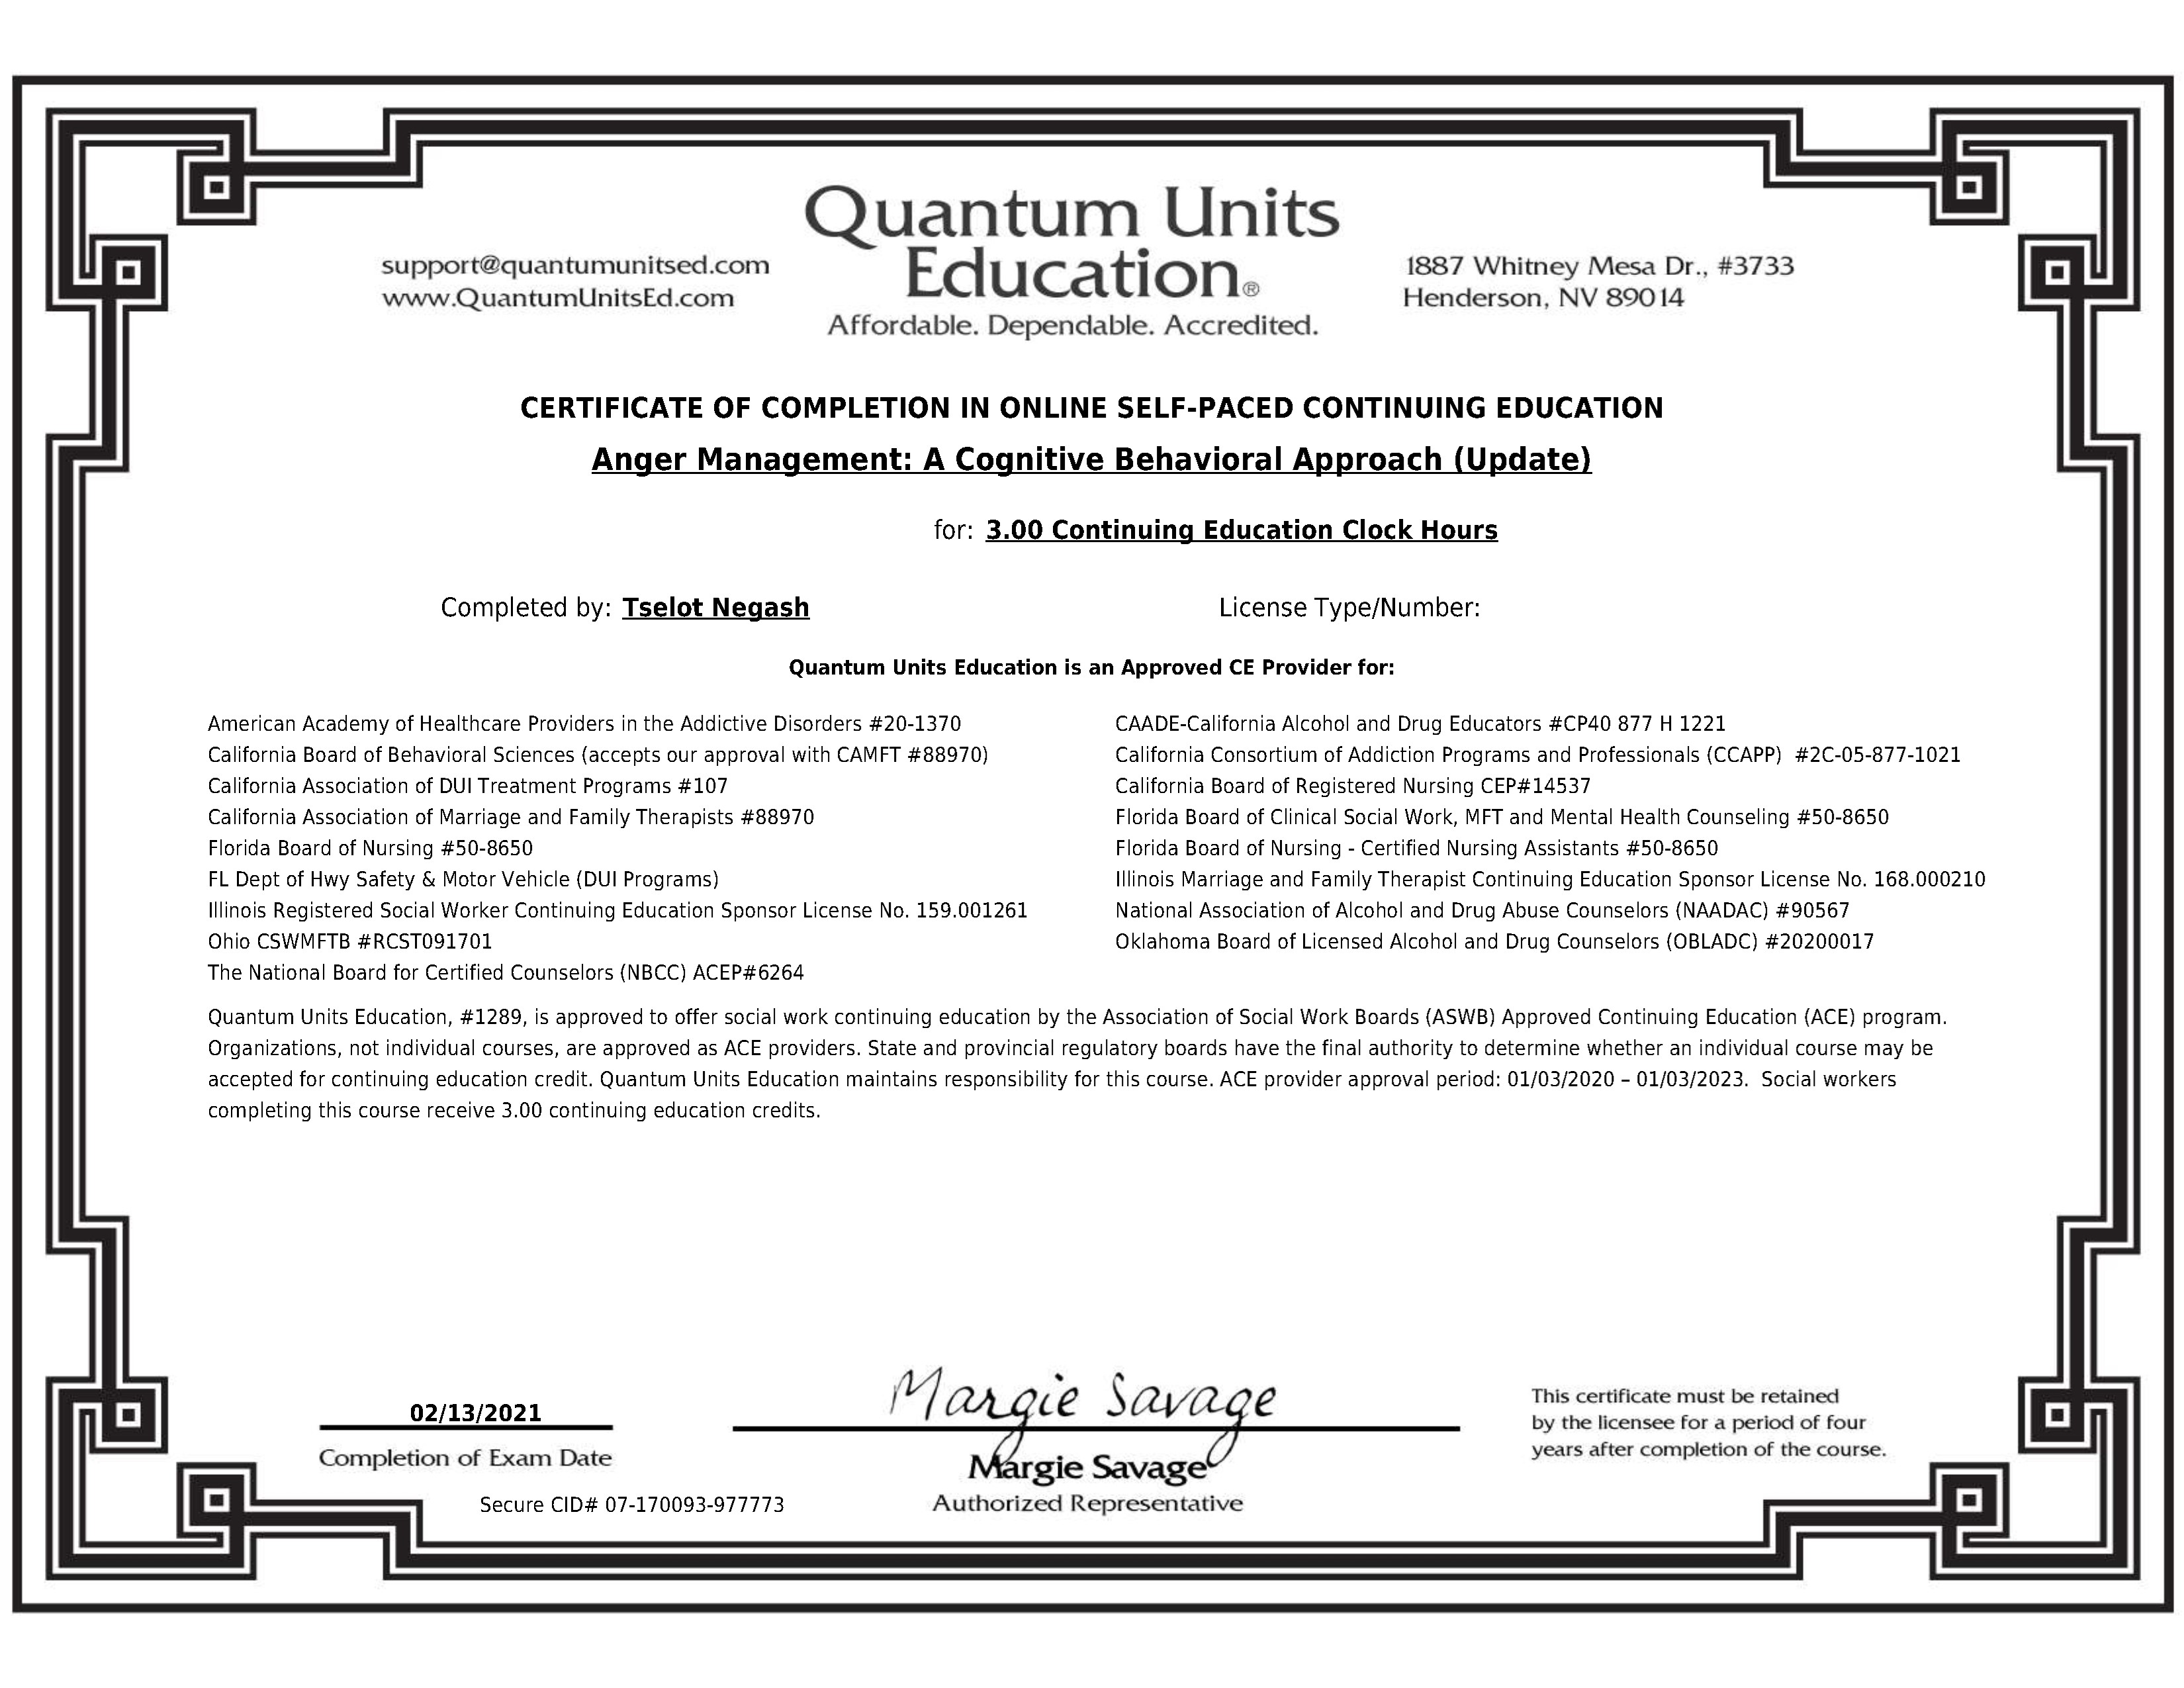 Quantum Units
Education®
Affordable. Dependable. Accredited.
support@quantumunitsed.com
www.QuantumUnitsEd.com
1887 Whitney Mesa Dr., #3733
Henderson, NV 89014
CERTIFICATE OF COMPLETION IN ONLINE SELF-PACED CONTINUING EDUCATION
Anger Management: A Cognitive Behavioral Approach (Update)
for: 3.00 Continuing Education Clock Hours
Completed by: Tselot Negash
License Type/Number:
Quantum Units Education is an Approved CE Provider for:
American Academy of Healthcare Providers in the Addictive Disorders #20-1370
California Board of Behavioral Sciences (accepts our approval with CAMFT #88970)
California Association of DUI Treatment Programs #107
California Association of Marriage and Family Therapists #88970
Florida Board of Nursing #50-8650
FL Dept of Hwy Safety & Motor Vehicle (DUI Programs)
Illinois Registered Social Worker Continuing Education Sponsor License No. 159.001261
Ohio CSWMFTB #RCST091701
The National Board for Certified Counselors (NBCC) ACEP#6264
CAADE-California Alcohol and Drug Educators #CP40 877 H 1221
California Consortium of Addiction Programs and Professionals (CCAPP) #2C-05-877-1021
California Board of Registered Nursing CEP#14537
Florida Board of Clinical Social Work, MFT and Mental Health Counseling #50-8650
Florida Board of Nursing - Certified Nursing Assistants #50-8650
Illinois Marriage and Family Therapist Continuing Education Sponsor License No. 168.000210
National Association of Alcohol and Drug Abuse Counselors (NAADAC) #90567
Oklahoma Board of Licensed Alcohol and Drug Counselors (OBLADC) #20200017
Quantum Units Education, #1289, is approved to offer social work continuing education by the Association of Social Work Boards (ASWB) Approved Continuing Education (ACE) program.
Organizations, not individual courses, are approved as ACE providers. State and provincial regulatory boards have the final authority to determine whether an individual course may be
accepted for continuing education credit. Quantum Units Education maintains responsibility for this course. ACE provider approval period: 01/03/2020 – 01/03/2023. Social workers
completing this course receive 3.00 continuing education credits.
02/13/2021
Completion of Exam Date
Secure CID# 07-170093-977773
Margie Savage
Margie Savage
Authorized Representative
This certificate must be retained
by the licensee for a period of four
years after completion of the course.